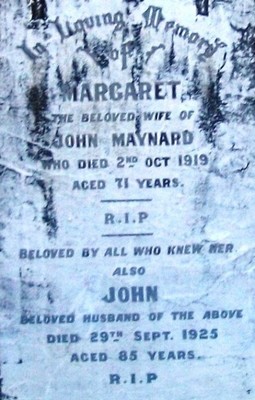 In Loving Memory
of
MARGARET,
THE BELOVED WIFE OF
JOHN MAYNARD
WHO DIED 2ND OCT 1919
AGED 71 YEARS.
R.I.P
BELOVED BY ALL WHO KNEW HER
ALSO
JOHN
BELOVED HUSBAND OF THE ABOVE
DIED 29TH SEPT. 1925
AGED 85 YEARS.
R.I.P